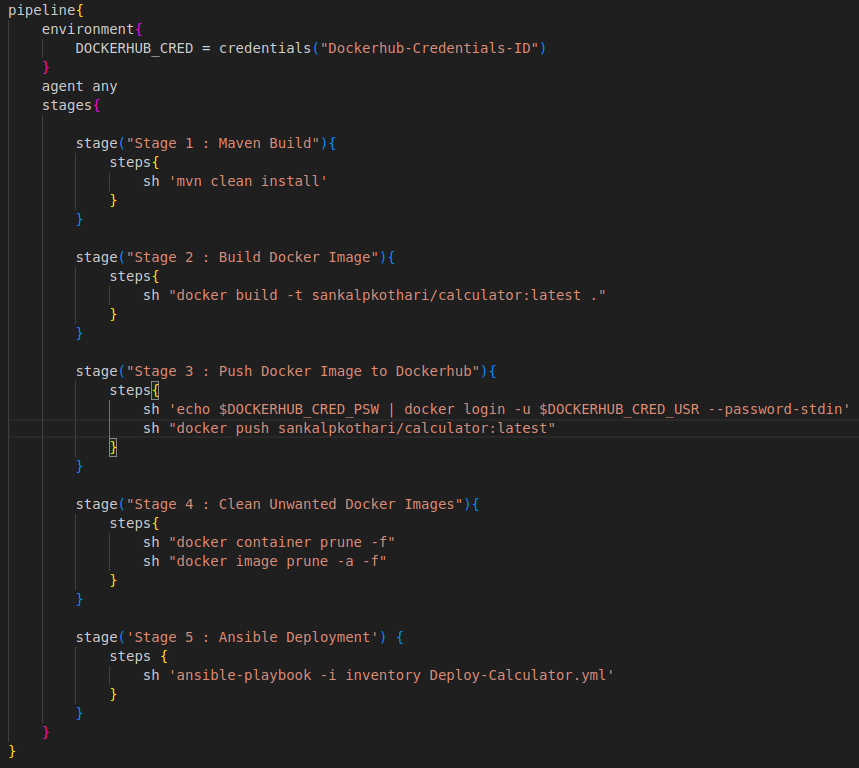 pipeline{
    environment{
        DOCKERHUB_CRED = credentials("Dockerhub-Credentials-ID")
    }
    agent any
    stages{

        stage("Stage 1 : Maven Build"){
            steps{
                sh 'mvn clean install'
            }
        }

        stage("Stage 2 : Build Docker Image"){
            steps{
                sh "docker build -t sankalpkothari/calculator:latest ."
            }
        }

        stage("Stage 3 : Push Docker Image to Dockerhub"){
            steps{
                sh 'echo $DOCKERHUB_CRED_PSW | docker login -u $DOCKERHUB_CRED_USR --password-stdin'
                sh "docker push sankalpkothari/calculator:latest"
            }
        }

        stage("Stage 4 : Clean Unwanted Docker Images"){
            steps{
                sh "docker container prune -f"
                sh "docker image prune -a -f"
            }
        }

        stage('Stage 5 : Ansible Deployment') {
            steps {
                sh 'ansible-playbook -i inventory Deploy-Calculator.yml'
            }
        }
    }
}